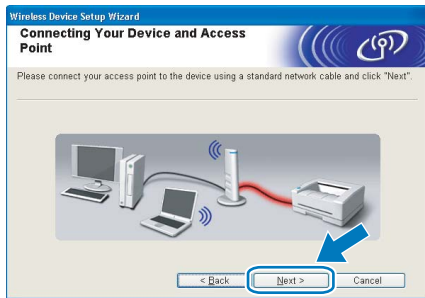 Wireless Device Setup Wizard
Connecting Your Device and Access
Point
Please connect your access point to the device using a standard network cable and click "Next".
< Back
Next >
Cancel